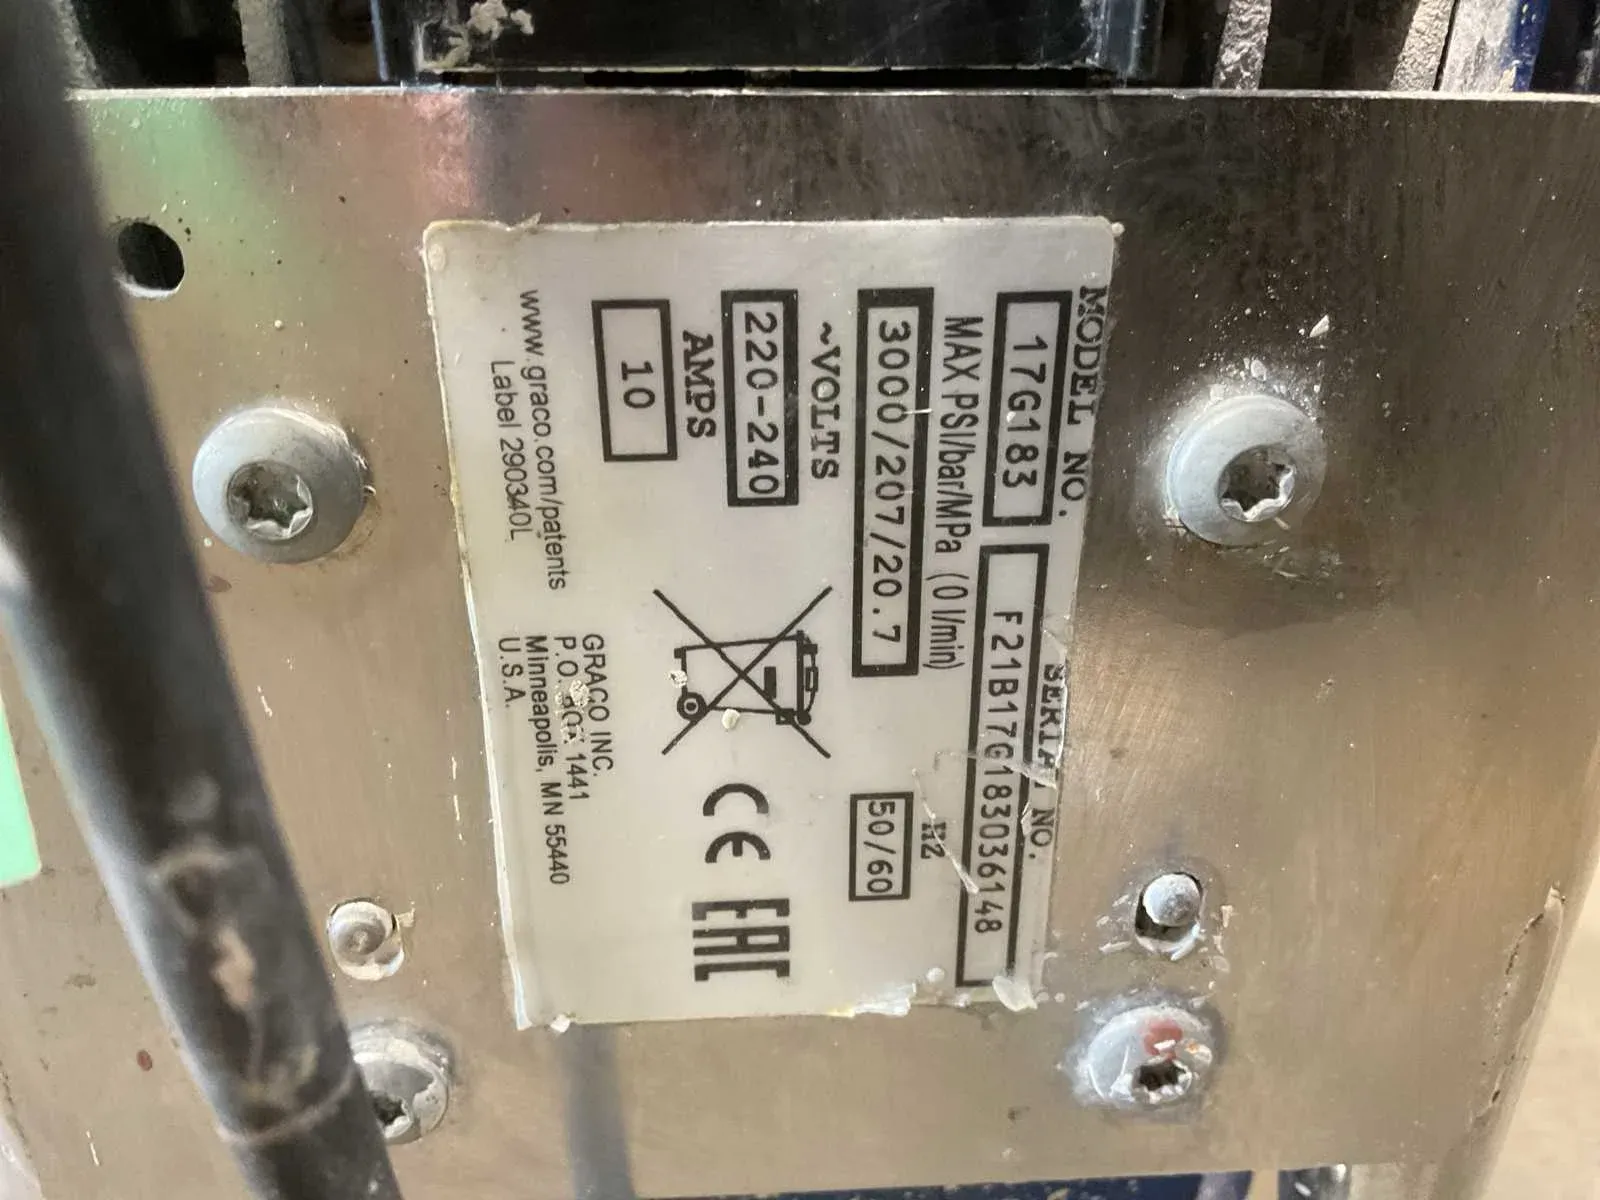 MODEL NO. SERIAL NO.
17G183 F21B17G183036148
MAX PSI/bar/MPa (0 l/min) HZ
3000/207/20.7 50/60
~VOLTS
220-240
AMPS
10
CE EAC
www.graco.com/patents
Label 290340L
GRACO INC.
P.O. BOX 1441
Minneapolis, MN 55440
U.S.A.